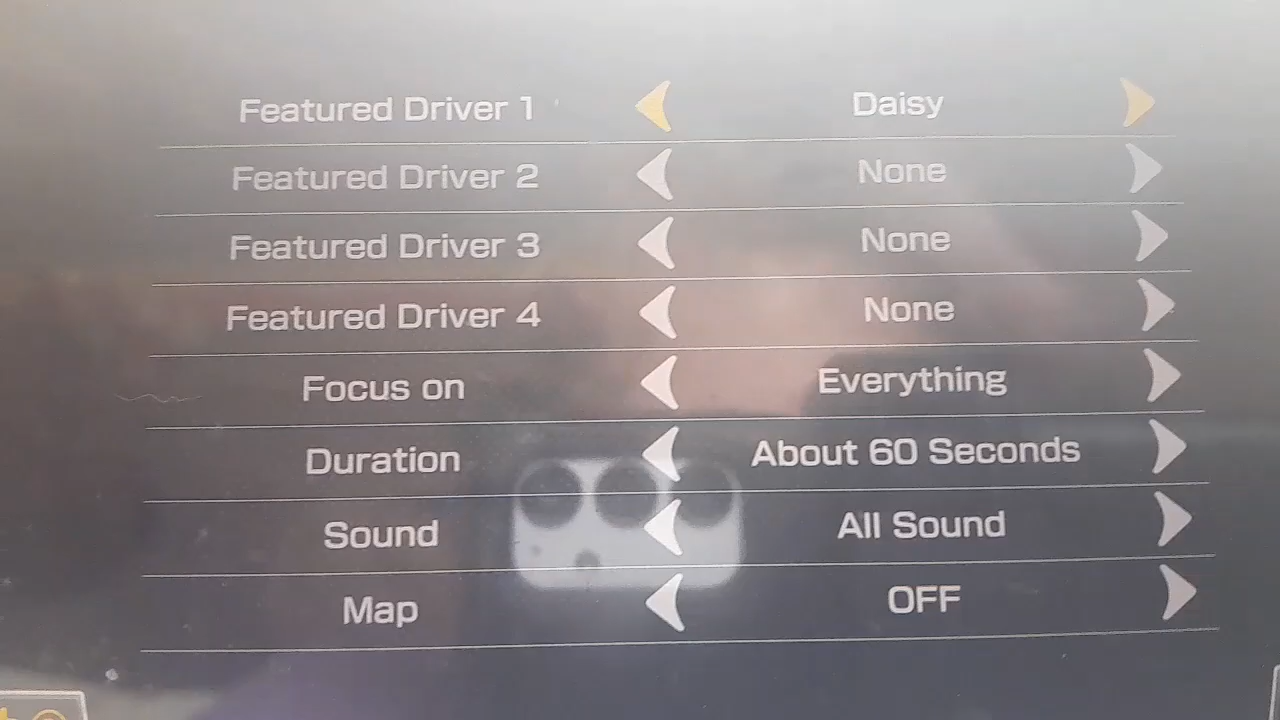 Featured Driver 1 Daisy
Featured Driver 2 None
Featured Driver 3 None
Featured Driver 4 None
Focus on Everything
Duration About 60 Seconds
Sound All Sound
Map OFF